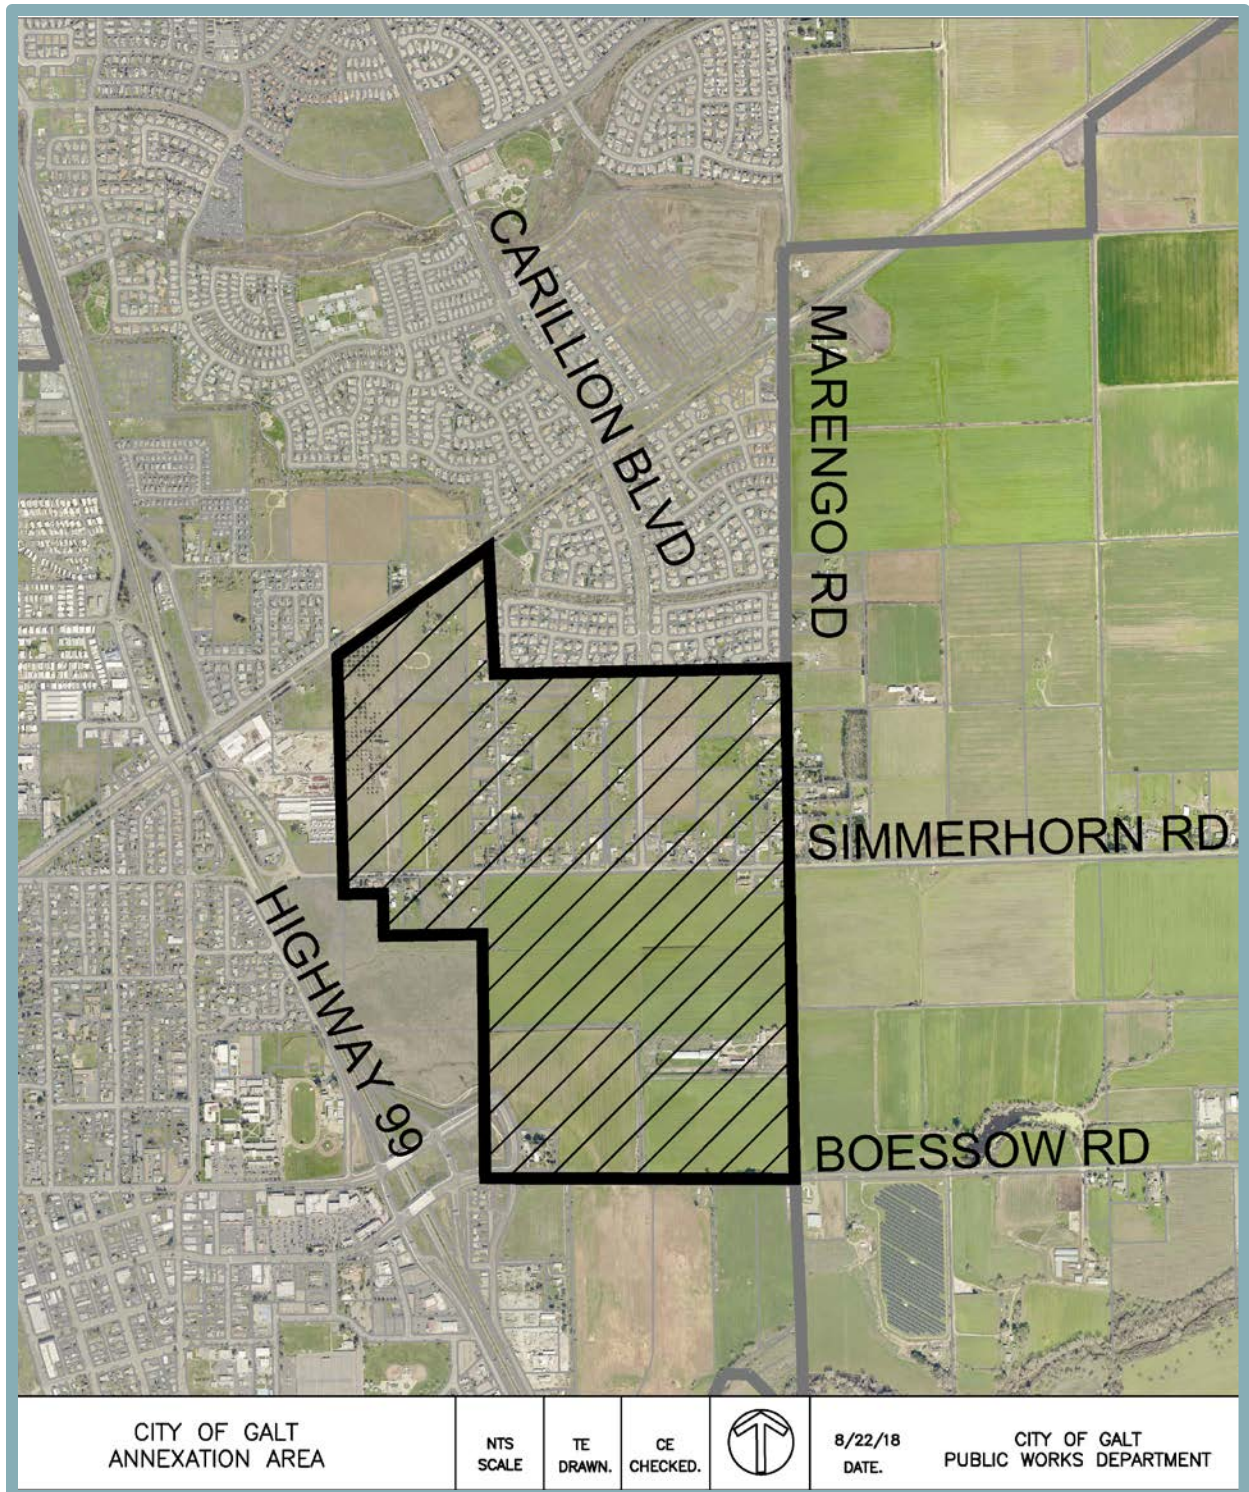 CARILLION BLVD
MARENGO RD
SIMMERHORN RD
HIGHWAY 99
BOESSOW RD
CITY OF GALT
ANNEXATION AREA
NTS
SCALE
TE
DRAWN.
CE
CHECKED.
8/22/18
DATE.
CITY OF GALT
PUBLIC WORKS DEPARTMENT